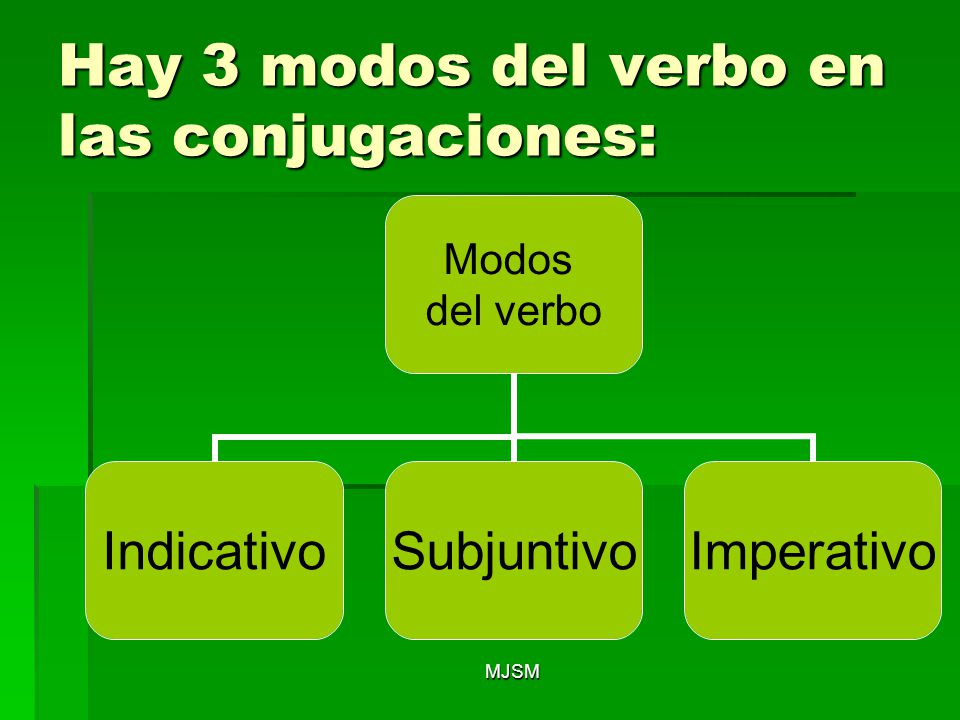 Hay 3 modos del verbo en
las conjugaciones:
Modos
del verbo
Indicativo
Subjuntivo
Imperativo
MJSM